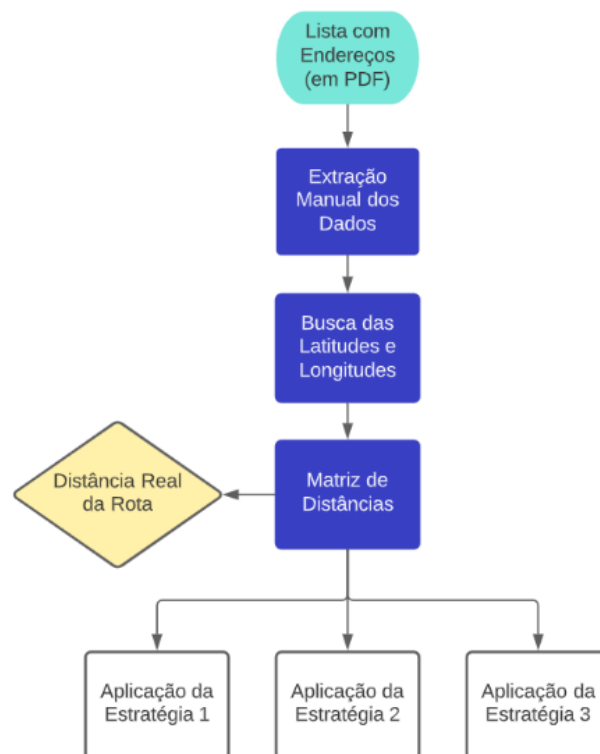 Lista com
Endereços
(em PDF)
Extração
Manual dos
Dados
Busca das
Latitudes e
Longitudes
Distância Real
da Rota
Matriz de
Distâncias
Aplicação da
Estratégia 1
Aplicação da
Estratégia 2
Aplicação da
Estratégia 3